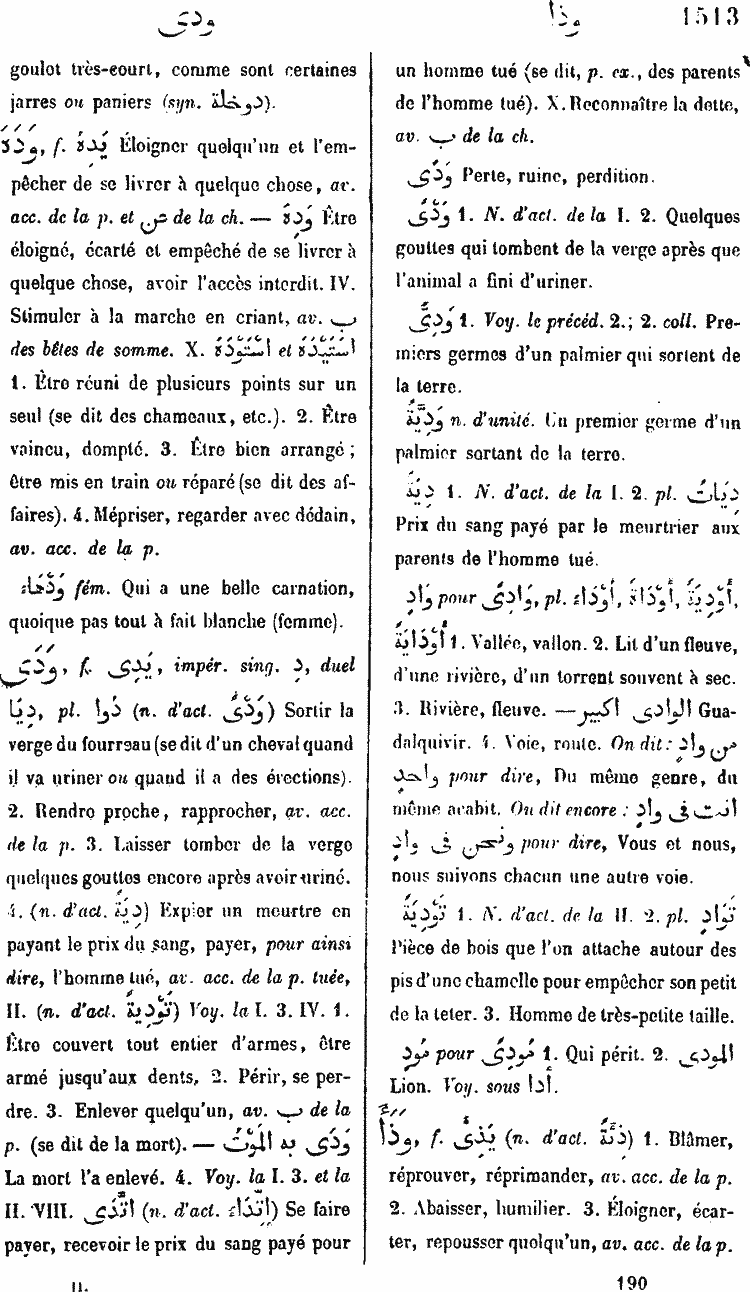 ودى
وذا
1513
goulot très-court, comme sont certaines
jarres ou paniers (syn. دوخلة).
وَدَهَ, f. يَدِهُ Éloigner quelqu'un et l'em-
pêcher de se livrer à quelque chose, av.
acc. de la p. et عن de la ch. — وَدِهَ Être
éloigné, écarté et empêché de se livrer à
quelque chose, avoir l'accès interdit. IV.
Stimuler à la marche en criant, av. ب
des bêtes de somme. X. اسْتَيْدَهَ et اسْتَوْدَهَ
1. Être réuni de plusieurs points sur un
seul (se dit des chameaux, etc.). 2. Être
vaincu, dompté. 3. Être bien arrangé;
être mis en train ou réparé (se dit des af-
faires). 4. Mépriser, regarder avec dédain,
av. acc. de la p.
وَدْهَاءُ fém. Qui a une belle carnation,
quoique pas tout à fait blanche (femme).
وَدَى, f. يَدِى, impér. sing. دِ, duel
دِيَا, pl. دُوا (n. d'act. وَدْىٌ) Sortir la
verge du fourreau (se dit d'un cheval quand
il va uriner ou quand il a des érections).
2. Rendre proche, rapprocher, av. acc.
de la p. 3. Laisser tomber de la verge
quelques gouttes encore après avoir uriné.
4. (n. d'act. دِيَةٌ) Expier un meurtre en
payant le prix du sang, payer, pour ainsi
dire, l'homme tué, av. acc. de la p. tuée,
II. (n. d'act. تَوْدِيَةٌ) Voy. la I. 3. IV. 1.
Être couvert tout entier d'armes, être
armé jusqu'aux dents, 2. Périr, se per-
dre. 3. Enlever quelqu'un, av. ب de la
p. (se dit de la mort). — وَدَى به المَوْتُ
La mort l'a enlevé. 4. Voy. la I. 3. et la
II. VIII. اتَّدَى (n. d'act. اتِّدَاءٌ) Se faire
payer, recevoir le prix du sang payé pour
II.
un homme tué (se dit, p. ex., des parents
de l'homme tué). X. Reconnaître la dette,
av. ب de la ch.
وَدًى Perte, ruine, perdition.
وَدْىٌ 1. N. d'act. de la I. 2. Quelques
gouttes qui tombent de la verge après que
l'animal a fini d'uriner.
وَدِىٌّ 1. Voy. le précéd. 2.; 2. coll. Pre-
miers germes d'un palmier qui sortent de
la terre.
وَدِيَّةٌ n. d'unité. Un premier germe d'un
palmier sortant de la terre.
دِيَةٌ 1. N. d'act. de la I. 2. pl. دِيَاتٌ
Prix du sang payé par le meurtrier aux
parents de l'homme tué.
وَادٍ pour وَادِىٌ, pl. أَوْدِيَةٌ, أَوْدَاةٌ, أَوْدَاءٌ,
أَوْدَايَةٌ 1. Vallée, vallon. 2. Lit d'un fleuve,
d'une rivière, d'un torrent souvent à sec.
3. Rivière, fleuve. — الوادى اكبير Gua-
dalquivir. 4. Voie, route. On dit: من وادٍ
واحدٍ pour dire, Du même genre, du
même acabit. On dit encore : انت فى وادٍ
ونحن فى وادٍ pour dire, Vous et nous,
nous suivons chacun une autre voie.
تَوْدِيَةٌ 1. N. d'act. de la II. 2. pl. تَوَادٍ
Pièce de bois que l'on attache autour des
pis d'une chamelle pour empêcher son petit
de la teter. 3. Homme de très-petite taille.
مُودٍ pour مُودِىٌ 1. Qui périt. 2. المودى
Lion. Voy. sous ادا.
وَذَأَ, f. يَذَى (n. d'act. وَذْءٌ) 1. Blâmer,
réprouver, réprimander, av. acc. de la p.
2. Abaisser, humilier. 3. Éloigner, écar-
ter, repousser quelqu'un, av. acc. de la p.
190